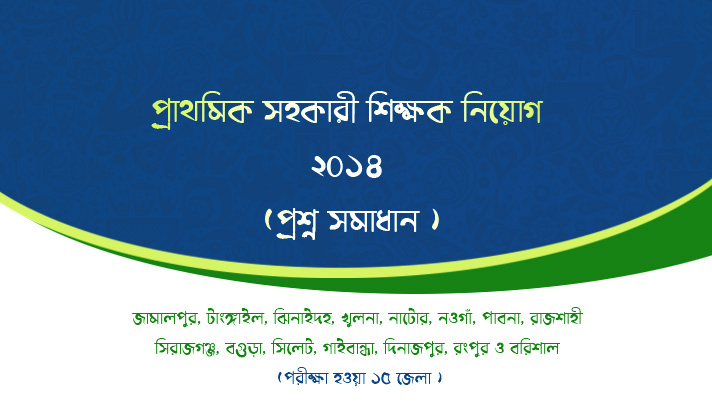 প্রাথমিক সহকারী শিক্ষক নিয়োগ
২০১৪
(প্রশ্ন সমাধান )
জামালপুর, টাংঙ্গাইল, ঝিনাইদহ, খুলনা, নাটোর, নওগাঁ, পাবনা, রাজশাহী
সিরাজগঞ্জ, বগুড়া, সিলেট, গাইবান্ধা, দিনাজপুর, রংপুর ও বরিশাল
(পরীক্ষা হওয়া ১৫ জেলা )